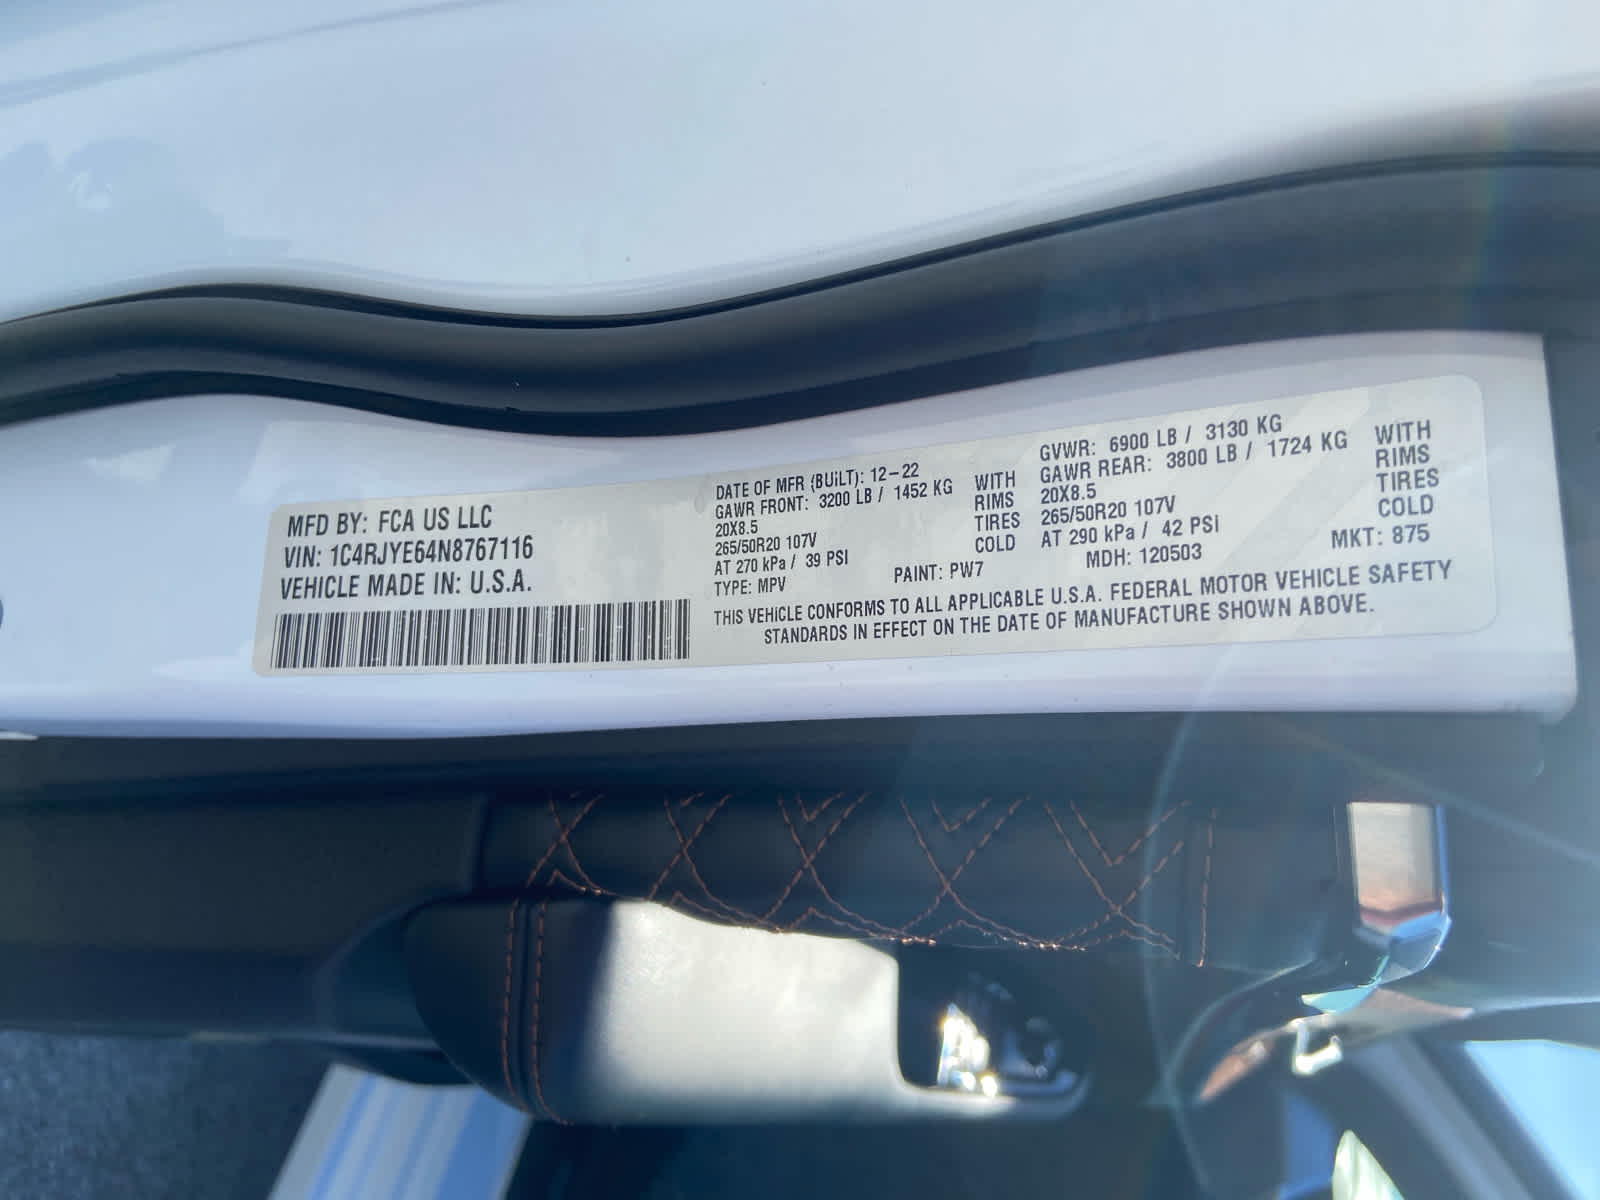 MFD BY: FCA US LLC
VIN: 1C4RJYE64N8767116
VEHICLE MADE IN: U.S.A.
DATE OF MFR (BUILT): 12-22
GAWR FRONT: 3200 LB / 1452 KG WITH
20X8.5 RIMS
265/50R20 107V TIRES
AT 270 kPa / 39 PSI COLD
TYPE: MPV
PAINT: PW7
GVWR: 6900 LB / 3130 KG
GAWR REAR: 3800 LB / 1724 KG WITH
20X8.5 RIMS
265/50R20 107V TIRES
AT 290 kPa / 42 PSI COLD
MDH: 120503
MKT: 875
THIS VEHICLE CONFORMS TO ALL APPLICABLE U.S.A. FEDERAL MOTOR VEHICLE SAFETY
STANDARDS IN EFFECT ON THE DATE OF MANUFACTURE SHOWN ABOVE.